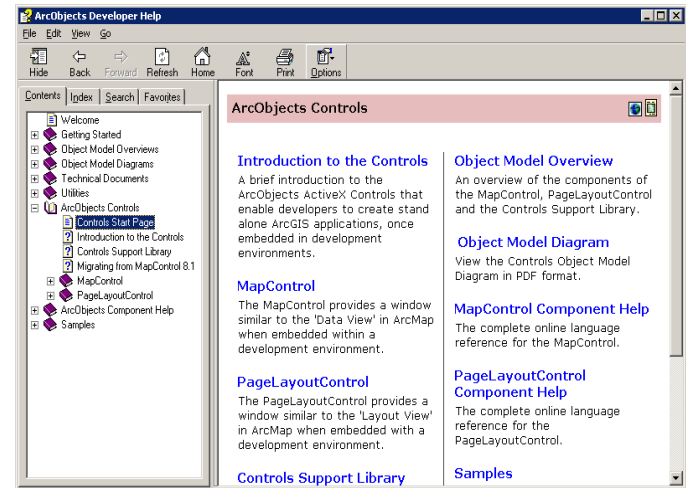 ArcObjects Developer Help
File Edit View Go
Hide Back Forward Refresh Home Font Print Options
Contents Index Search Favorites
Welcome
Getting Started
Object Model Overviews
Object Model Diagrams
Technical Documents
Utilities
ArcObjects Controls
Controls Start Page
Introduction to the Controls
Controls Support Library
Migrating from MapControl 8.1
MapControl
PageLayoutControl
ArcObjects Component Help
Samples
ArcObjects Controls
Introduction to the Controls
A brief introduction to the
ArcObjects ActiveX Controls that
enable developers to create stand
alone ArcGIS applications, once
embedded in development
environments.
MapControl
The MapControl provides a window
similar to the 'Data View' in ArcMap
when embedded within a
development environment.
PageLayoutControl
The PageLayoutControl provides a
window similar to the 'Layout View'
in ArcMap when embedded with a
development environment.
Controls Support Library
Object Model Overview
An overview of the components of
the MapControl, PageLayoutControl
and the Controls Support Library.
Object Model Diagram
View the Controls Object Model
Diagram in PDF format.
MapControl Component Help
The complete online language
reference for the MapControl.
PageLayoutControl
Component Help
The complete online language
reference for the
PageLayoutControl.
Samples